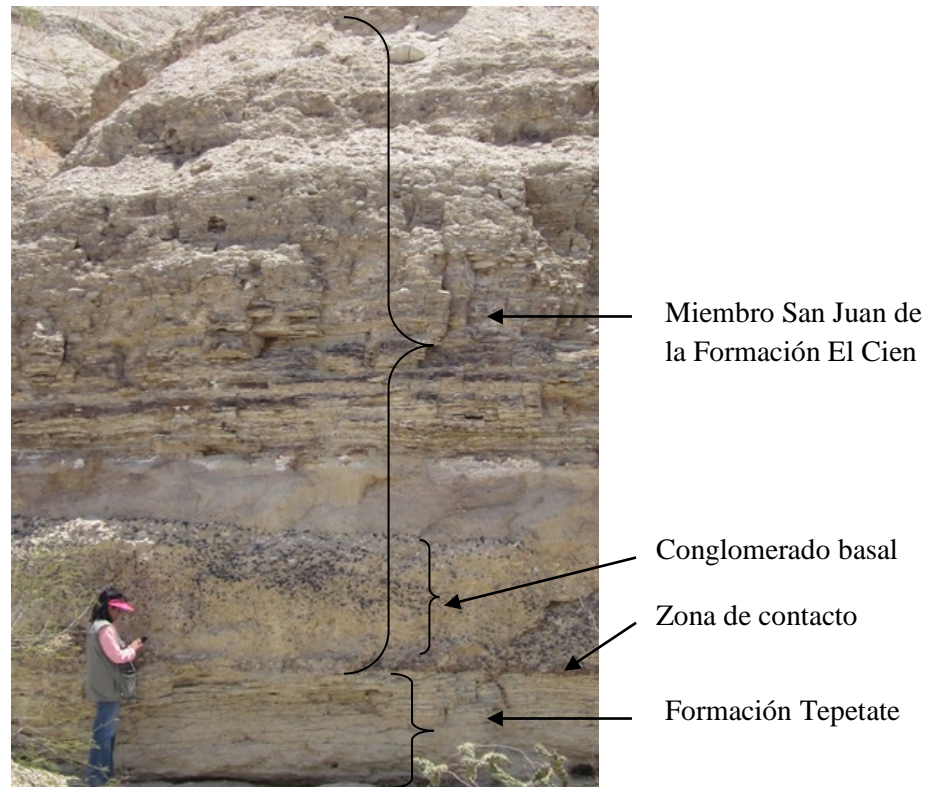 Miembro San Juan de
la Formación El Cien
Conglomerado basal
Zona de contacto
Formación Tepetate